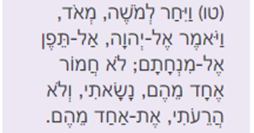 (טו) וַיִּחַר לְמֹשֶׁה, מְאֹד,
וַיֹּאמֶר אֶל-יְהוָה, אַל-תֵּפֶן
אֶל-מִנְחָתָם; לֹא חֲמוֹר
אֶחָד מֵהֶם, נָשָׂאתִי, וְלֹא
הֲרֵעֹתִי, אֶת-אַחַד מֵהֶם.